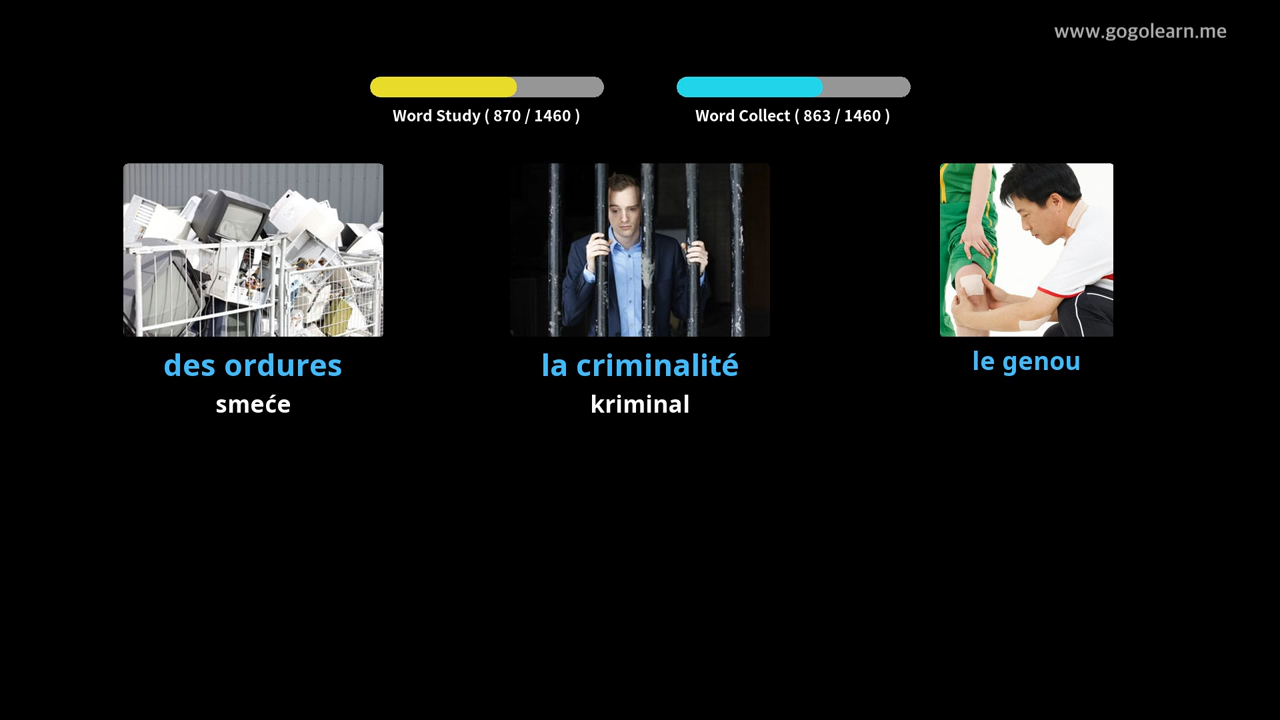 www.gogolearn.me
Word Study ( 870 / 1460 )
Word Collect ( 863 / 1460 )
des ordures
la criminalité
le genou
smeće
kriminal